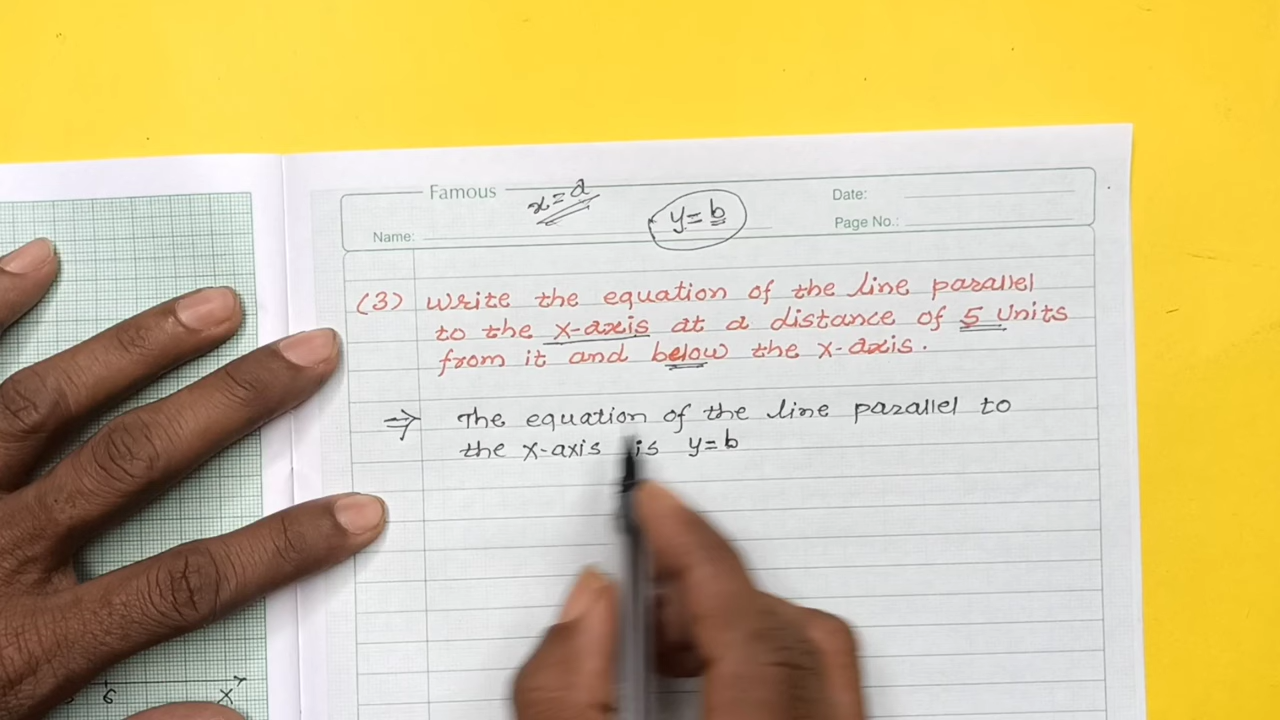 Famous
x=a
y=b
Date:
Name:
Page No.:
(3) Write the equation of the line parallel
to the x-axis at a distance of 5 Units
from it and below the x-axis.
⇒ The equation of the line parallel to
the x-axis is y=b
6
X